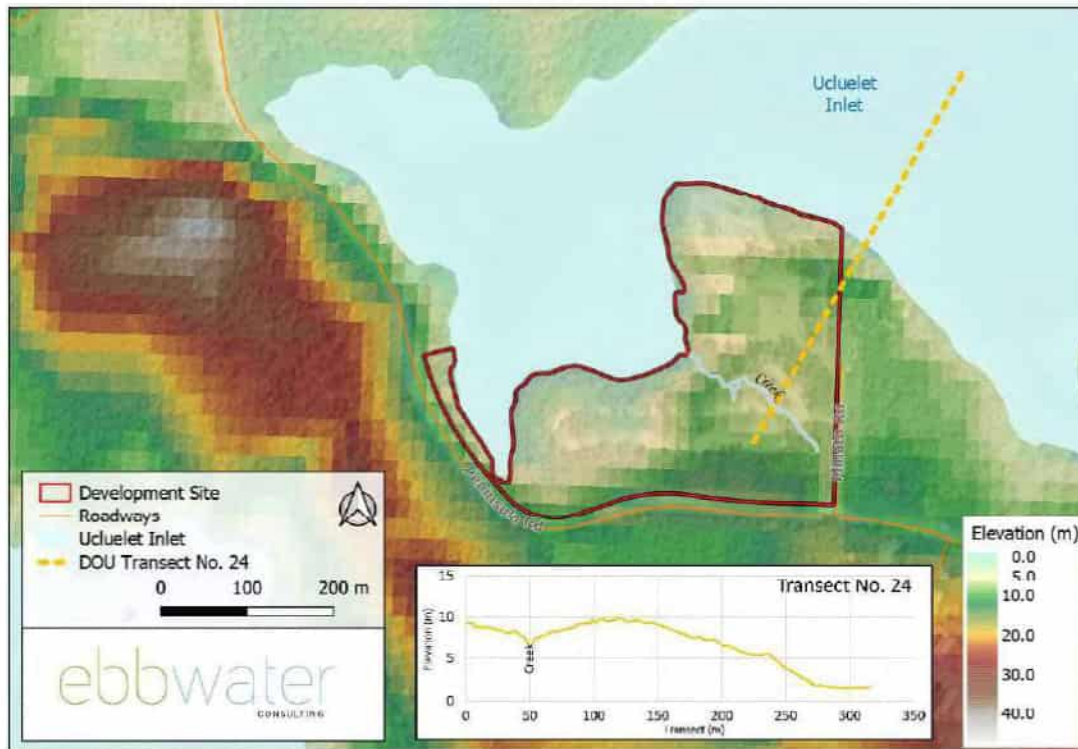 Ucluelet
Inlet
Creek
Peninsula Rd
Development Site
Roadways
Ucluelet Inlet
DOU Transect No. 24
0 100 200 m
ebbwater
CONSULTING
Transect No. 24
Elevation (m)
15
10
5
0
Creek
0 50 100 150 200 250 300 350
Transect (m)
Elevation (m)
0.0
5.0
10.0
20.0
30.0
40.0